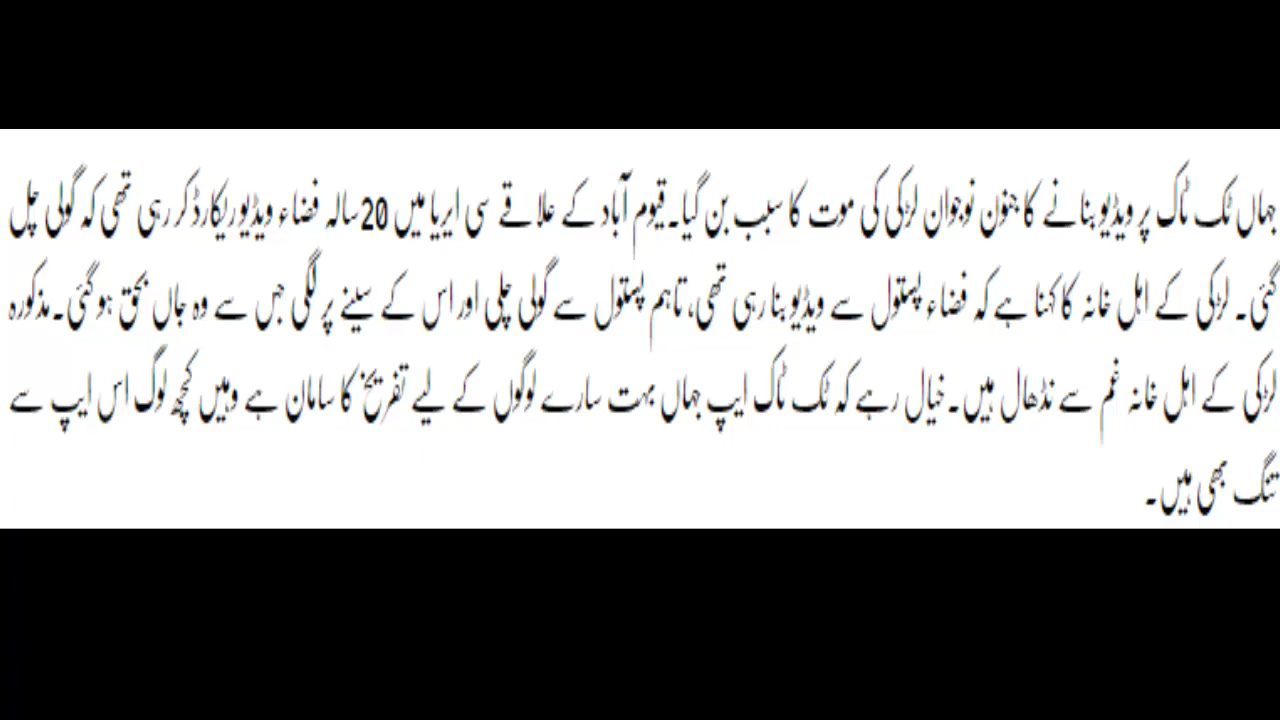 جہاں ٹک ٹاک پر ویڈیو بنانے کا جنون نوجوان لڑکی کی موت کا سبب بن گیا۔قیوم آباد کے علاقے سی ایریا میں 20سالہ فضاء ویڈیو ریکارڈ کر رہی تھی کہ گولی چل
گئی۔ لڑکی کے اہل خانہ کا کہنا ہے کہ فضاء پستول سے ویڈیو بنا رہی تھی، تاہم پستول سے گولی چلی اور اس کے سینے پر لگی جس سے وہ جاں بحق ہو گئی۔مذکورہ
لڑکی کے اہل خانہ غم سے نڈھال ہیں۔خیال رہے کہ ٹک ٹاک ایپ جہاں بہت سارے لوگوں کے لیے تفریخ کا سامان ہے وہیں کچھ لوگ اس ایپ سے
تنگ بھی ہیں۔